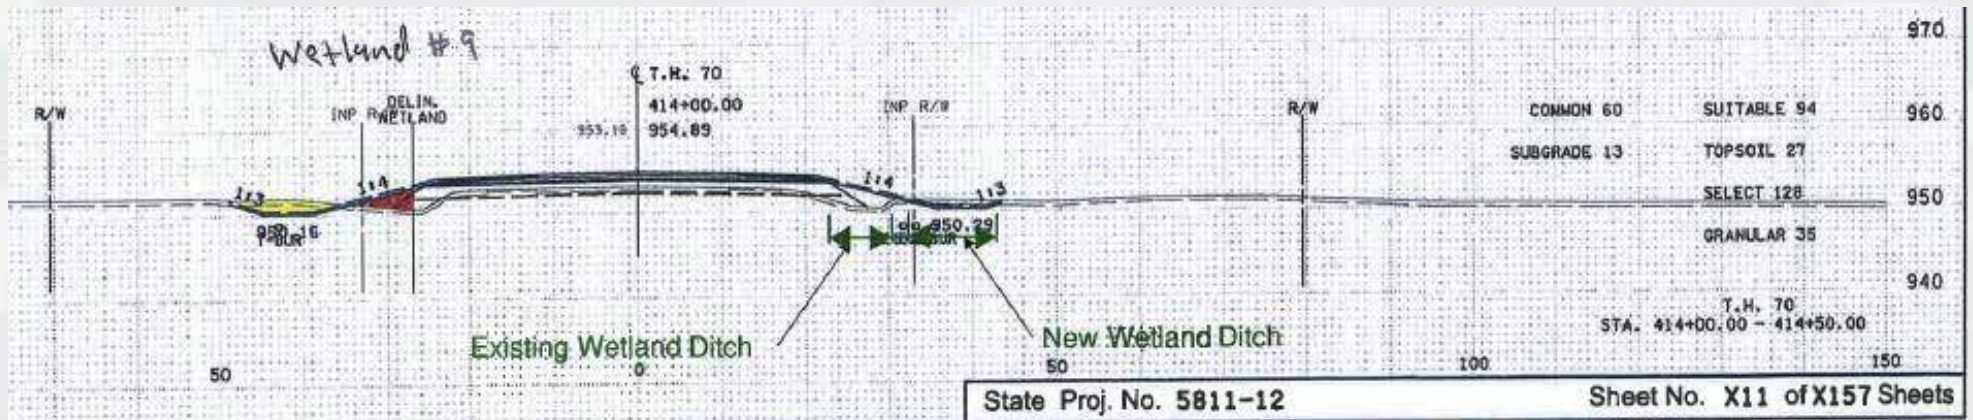 Wetland #9
970
℄ T.H. 70
R/W
INP R/W
DELIN.
WETLAND
414+00.00
INP R/W
R/W
COMMON 60
SUITABLE 94
960
953.19
954.89
SUBGRADE 13
TOPSOIL 27
1:3
1:4
1:4
1:3
SELECT 128
950
950.29
GRANULAR 35
940
T.H. 70
STA. 414+00.00 - 414+50.00
Existing Wetland Ditch
New Wetland Ditch
50
0
50
100
150
State Proj. No. 5811-12
Sheet No. X11 of X157 Sheets